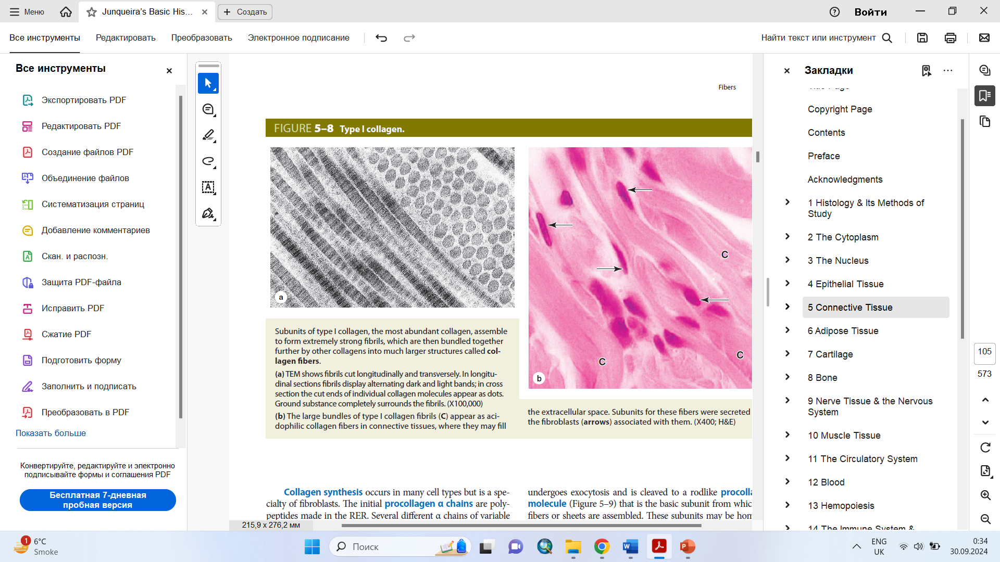 Меню
Junqueira’s Basic His...
Создать
Войти
Все инструменты
Редактировать
Преобразовать
Электронное подписание
Найти текст или инструмент
Все инструменты
Экспортировать PDF
Редактировать PDF
Создание файлов PDF
Объединение файлов
Систематизация страниц
Добавление комментариев
Скан. и распозн.
Защита PDF-файла
Исправить PDF
Сжатие PDF
Подготовить форму
Заполнить и подписать
Преобразовать в PDF
Показать больше
Конвертируйте, редактируйте и электронно
подписывайте формы и соглашения PDF
Бесплатная 7-дневная
пробная версия
Fibers
FIGURE 5–8 Type I collagen.
a
C
C
C
b
Subunits of type I collagen, the most abundant collagen, assemble
to form extremely strong fibrils, which are then bundled together
further by other collagens into much larger structures called col-
lagen fibers.
(a) TEM shows fibrils cut longitudinally and transversely. In longitu-
dinal sections fibrils display alternating dark and light bands; in cross
section the cut ends of individual collagen molecules appear as dots.
Ground substance completely surrounds the fibrils. (X100,000)
(b) The large bundles of type I collagen fibrils (C) appear as aci-
dophilic collagen fibers in connective tissues, where they may fill
the extracellular space. Subunits for these fibers were secreted
the fibroblasts (arrows) associated with them. (X400; H&E)
Collagen synthesis occurs in many cell types but is a spe-
cialty of fibroblasts. The initial procollagen α chains are poly-
peptides made in the RER. Several different α chains of variable
undergoes exocytosis and is cleaved to a rodlike
molecule (Figure 5–9) that is the basic subunit from
fibers or sheets are assembled. These subunits may be
215,9 x 276,2 мм
Закладки
Title Page
Copyright Page
Contents
Preface
Acknowledgments
1 Histology & Its Methods of
Study
2 The Cytoplasm
3 The Nucleus
4 Epithelial Tissue
5 Connective Tissue
6 Adipose Tissue
7 Cartilage
8 Bone
9 Nerve Tissue & the Nervous
System
10 Muscle Tissue
11 The Circulatory System
12 Blood
13 Hemopoiesis
14 The Immune System &
105
573
1
6°C
Smoke
Поиск
ENG
UK
0:34
30.09.2024